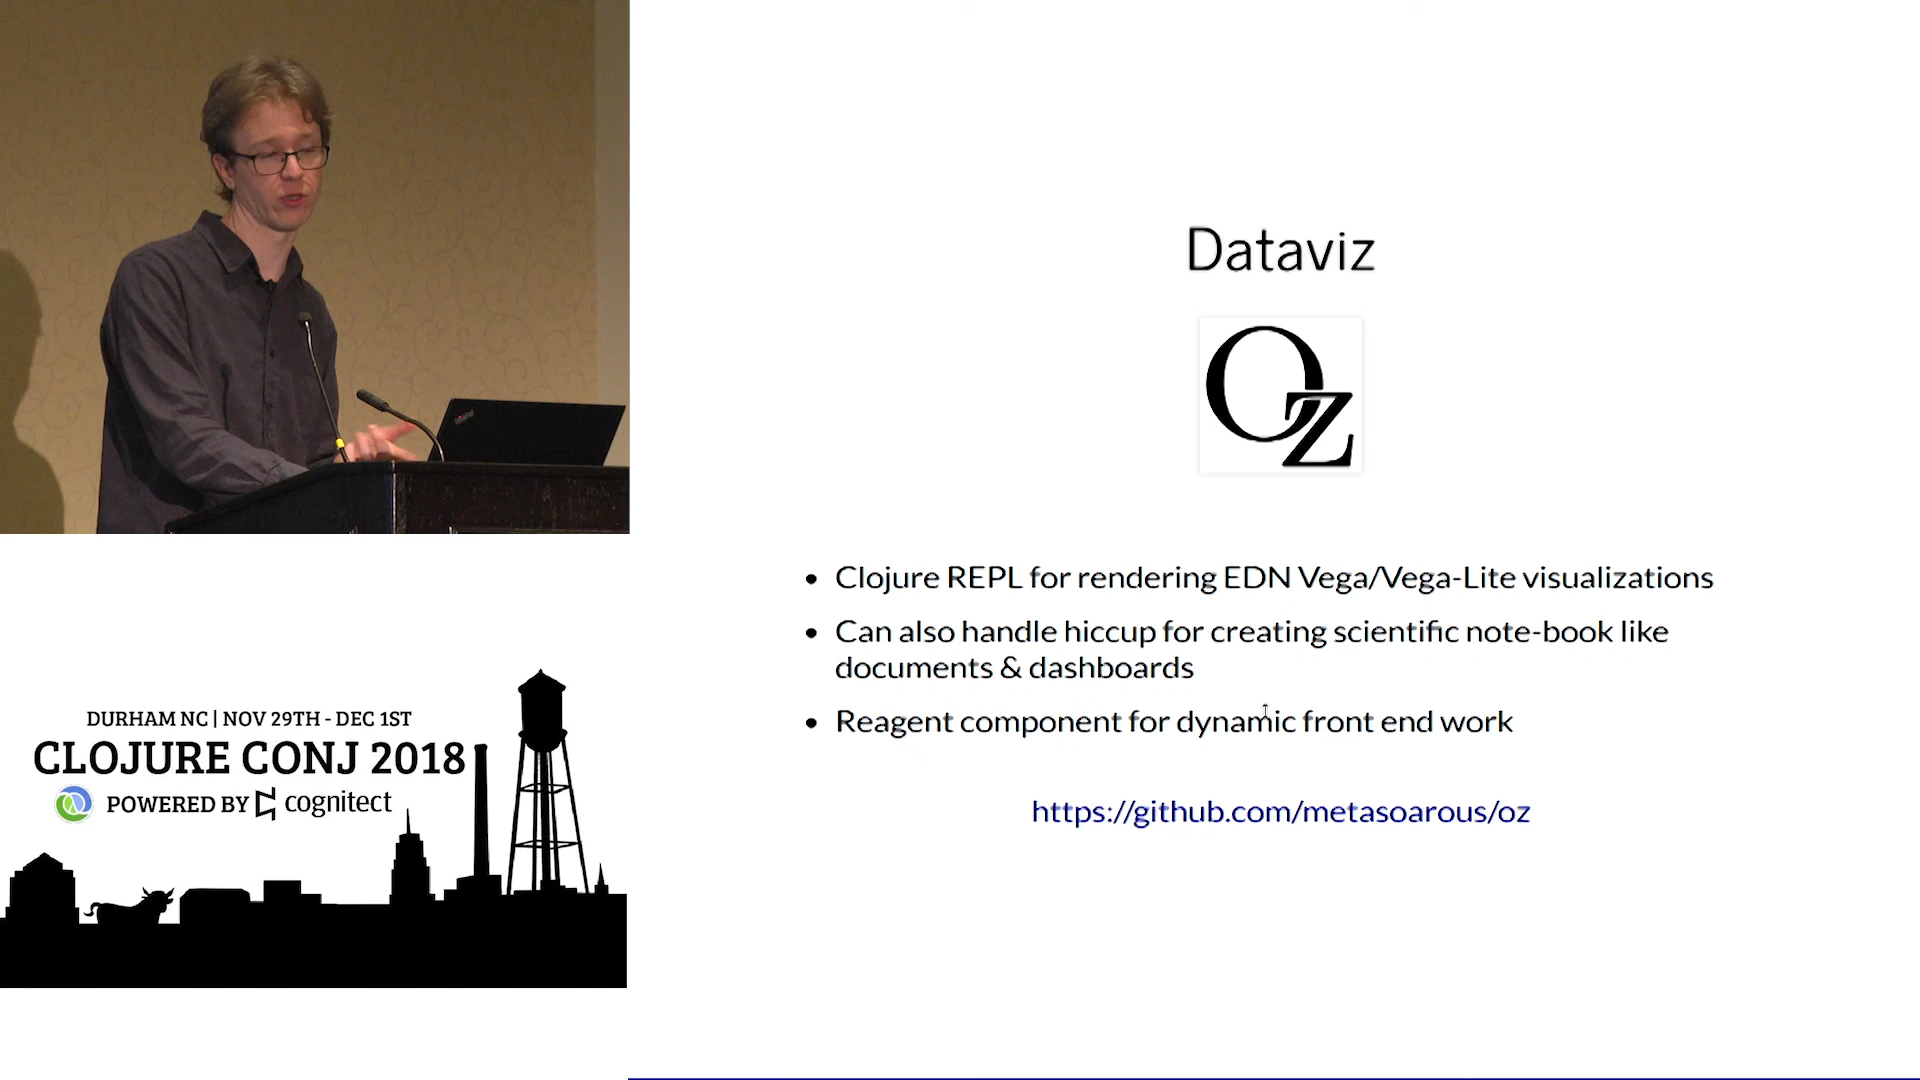 Dataviz
Oz
• Clojure REPL for rendering EDN Vega/Vega-Lite visualizations
• Can also handle hiccup for creating scientific note-book like
documents & dashboards
• Reagent component for dynamic front end work
https://github.com/metasoarous/oz
ThinkPad
DURHAM NC | NOV 29TH - DEC 1ST
CLOJURE CONJ 2018
POWERED BY cognitect